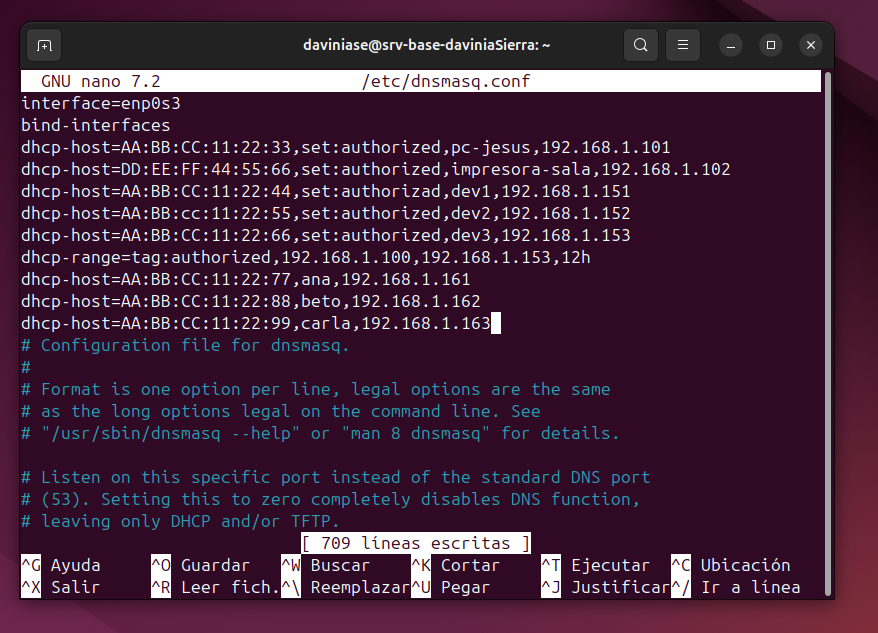 daviniase@srv-base-daviniaSierra: ~
GNU nano 7.2 /etc/dnsmasq.conf
interface=enp0s3
bind-interfaces
dhcp-host=AA:BB:CC:11:22:33,set:authorized,pc-jesus,192.168.1.101
dhcp-host=DD:EE:FF:44:55:66,set:authorized,impresora-sala,192.168.1.102
dhcp-host=AA:BB:CC:11:22:44,set:authorizad,dev1,192.168.1.151
dhcp-host=AA:BB:cc:11:22:55,set:authorized,dev2,192.168.1.152
dhcp-host=AA:BB:CC:11:22:66,set:authorized,dev3,192.168.1.153
dhcp-range=tag:authorized,192.168.1.100,192.168.1.153,12h
dhcp-host=AA:BB:CC:11:22:77,ana,192.168.1.161
dhcp-host=AA:BB:CC:11:22:88,beto,192.168.1.162
dhcp-host=AA:BB:CC:11:22:99,carla,192.168.1.163
# Configuration file for dnsmasq.
#
# Format is one option per line, legal options are the same
# as the long options legal on the command line. See
# "/usr/sbin/dnsmasq --help" or "man 8 dnsmasq" for details.
# Listen on this specific port instead of the standard DNS port
# (53). Setting this to zero completely disables DNS function,
# leaving only DHCP and/or TFTP.
[ 709 líneas escritas ]
^G Ayuda ^O Guardar ^W Buscar ^K Cortar ^T Ejecutar ^C Ubicación
^X Salir ^R Leer fich. ^\ Reemplazar ^U Pegar ^J Justificar ^/ Ir a línea